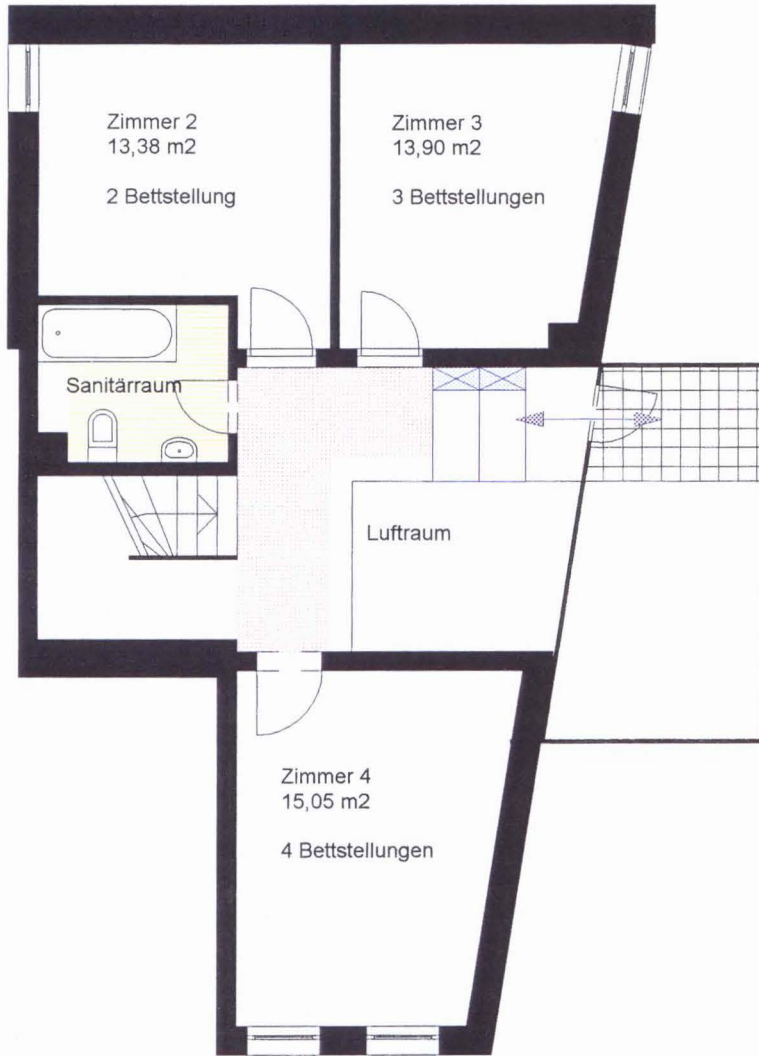 Zimmer 2
13,38 m2
2 Bettstellung
Zimmer 3
13,90 m2
3 Bettstellungen
Sanitärraum
Luftraum
Zimmer 4
15,05 m2
4 Bettstellungen